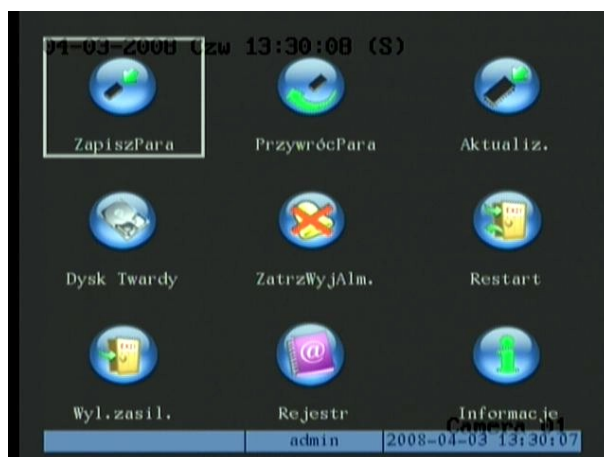 04-03-2008 Czw 13:30:08 (S)
ZapiszPara
PrzywrócPara
Aktualiz.
Dysk Twardy
ZatrzWyjAlm.
Restart
Wyl.zasil.
Rejestr
Informacje
Camera 01
admin
2008-04-03 13:30:07